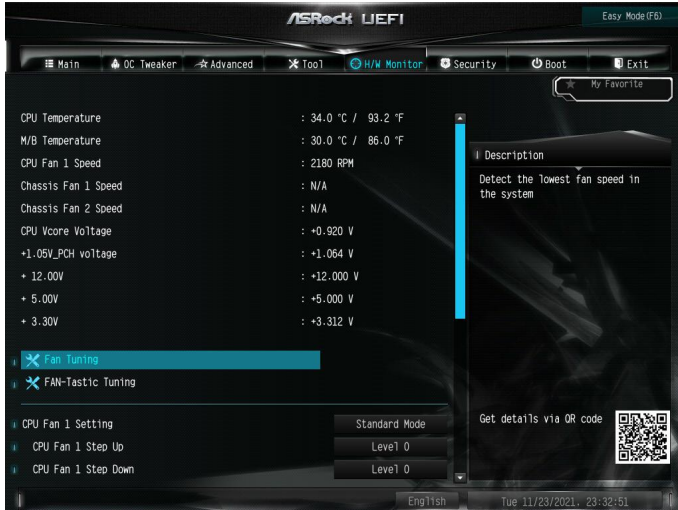 ASRock UEFI
Easy Mode(F6)
Main OC Tweaker Advanced Tool H/W Monitor Security Boot Exit
My Favorite
CPU Temperature : 34.0 °C / 93.2 °F
M/B Temperature : 30.0 °C / 86.0 °F
CPU Fan 1 Speed : 2180 RPM
Chassis Fan 1 Speed : N/A
Chassis Fan 2 Speed : N/A
CPU Vcore Voltage : +0.920 V
+1.05V_PCH voltage : +1.064 V
+ 12.00V : +12.000 V
+ 5.00V : +5.000 V
+ 3.30V : +3.312 V
Fan Tuning
FAN-Tastic Tuning
CPU Fan 1 Setting Standard Mode
CPU Fan 1 Step Up Level 0
CPU Fan 1 Step Down Level 0
Description
Detect the lowest fan speed in
the system
Get details via QR code
English Tue 11/23/2021, 23:32:51